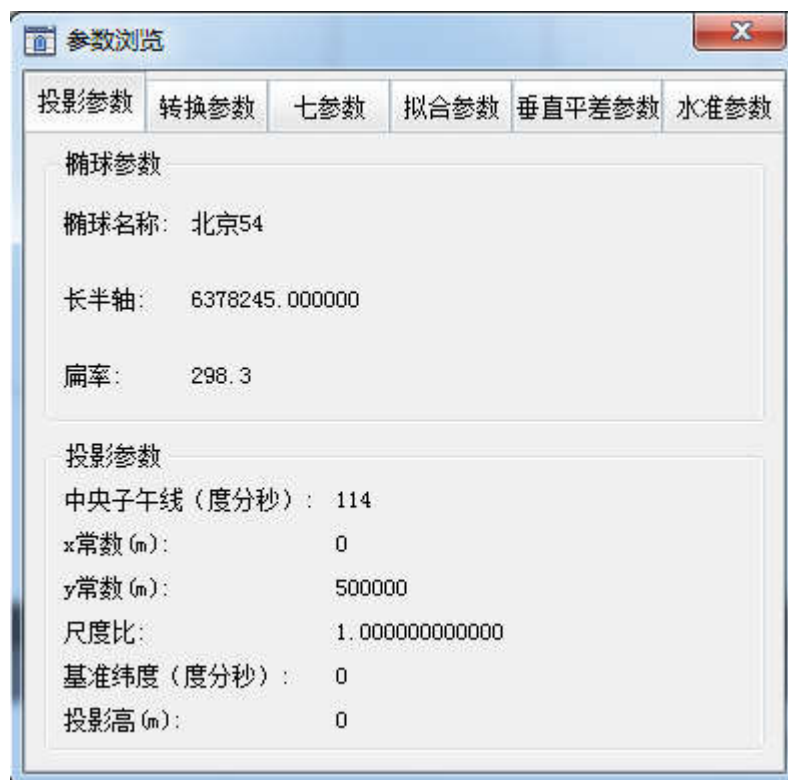 参数浏览
投影参数 转换参数 七参数 拟合参数 垂直平差参数 水准参数
椭球参数
椭球名称: 北京54
长半轴: 6378245.000000
扁率: 298.3
投影参数
中央子午线（度分秒）: 114
x常数(m): 0
y常数(m): 500000
尺度比: 1.000000000000
基准纬度（度分秒）: 0
投影高(m): 0